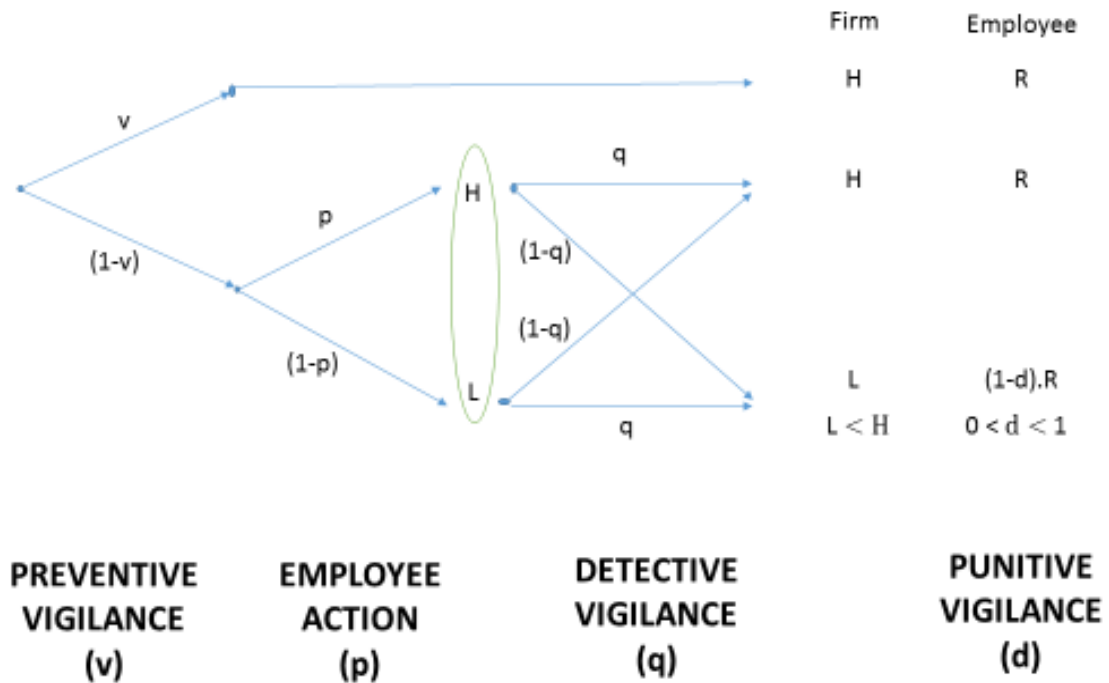 Firm Employee
H R
v
q
H R
H
p
(1-q)
(1-v)
(1-q)
(1-p)
L
L (1-d).R
q
L < H 0 < d < 1
PREVENTIVE VIGILANCE (v)
EMPLOYEE ACTION (p)
DETECTIVE VIGILANCE (q)
PUNITIVE VIGILANCE (d)